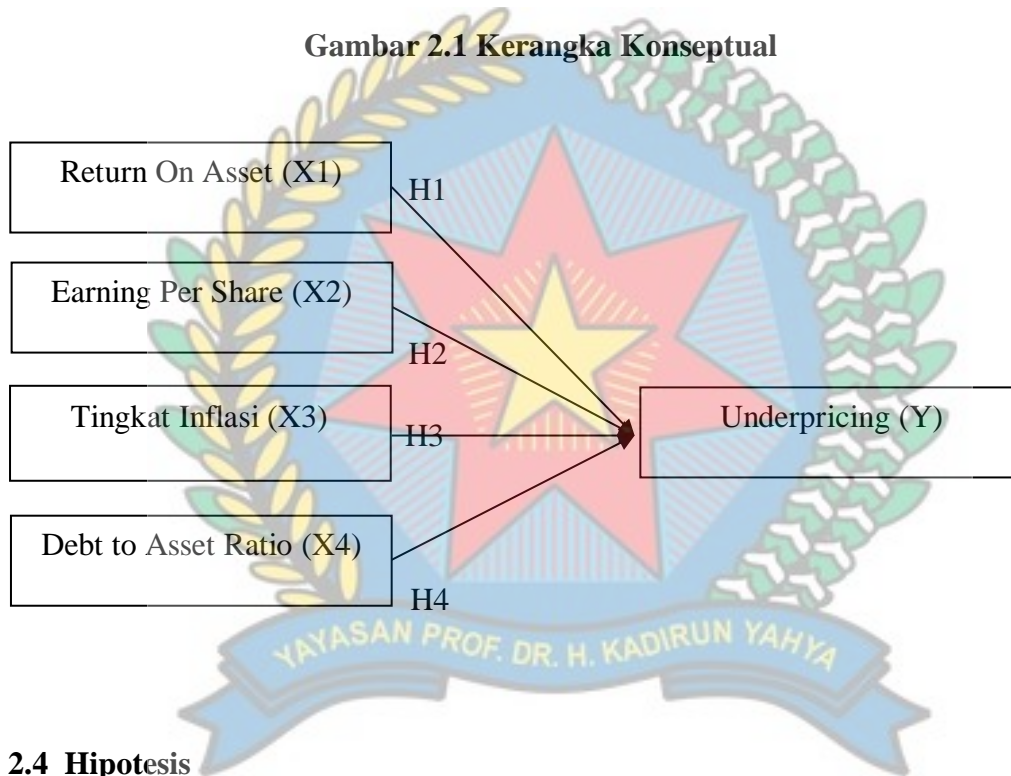 Gambar 2.1 Kerangka Konseptual
Return On Asset (X1)
H1
Earning Per Share (X2)
H2
Tingkat Inflasi (X3)
H3
Underpricing (Y)
Debt to Asset Ratio (X4)
H4
YAYASAN PROF. DR. H. KADIRUN YAHYA
2.4 Hipotesis